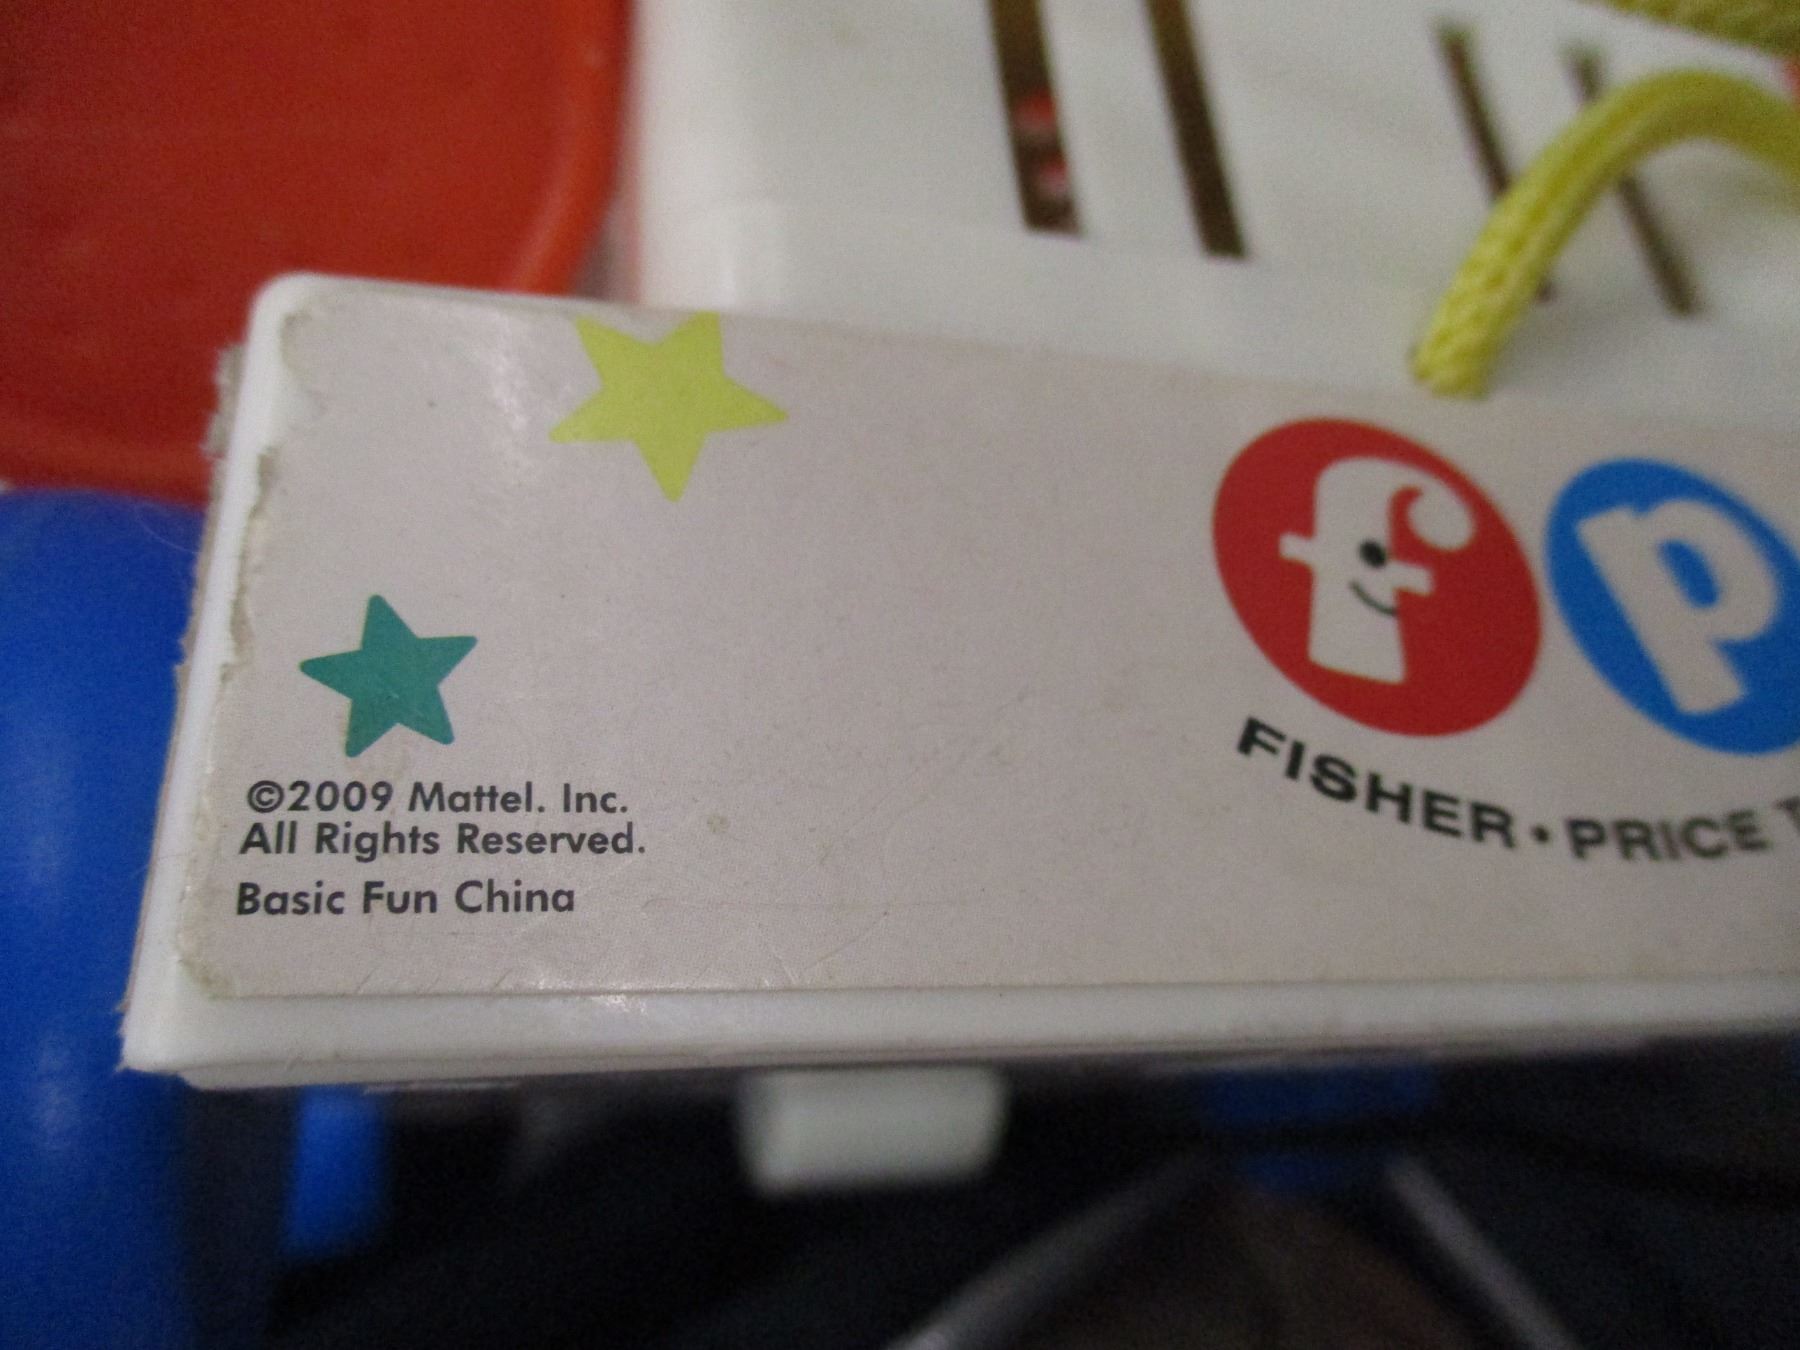 f p
FISHER • PRICE
©2009 Mattel. Inc.
All Rights Reserved.
Basic Fun China